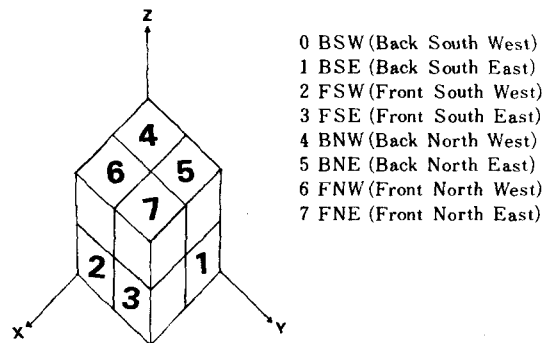 Z
4
6
5
7
2
3
1
X
Y
0 BSW (Back South West)
1 BSE (Back South East)
2 FSW (Front South West)
3 FSE (Front South East)
4 BNW (Back North West)
5 BNE (Back North East)
6 FNW (Front North West)
7 FNE (Front North East)